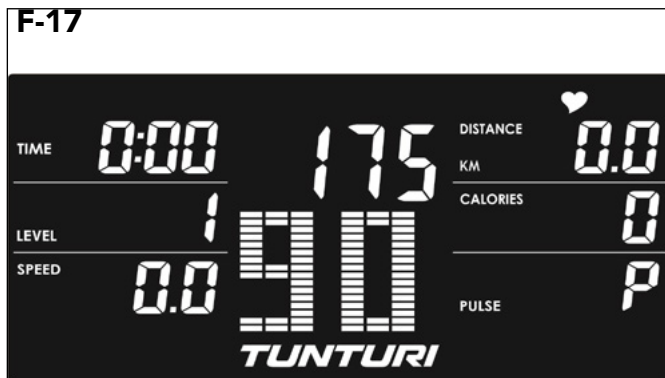 F-17
TIME 0:00
175
DISTANCE
KM 0.0
LEVEL 1
90
CALORIES 0
SPEED 0.0
PULSE P
TUNTURI